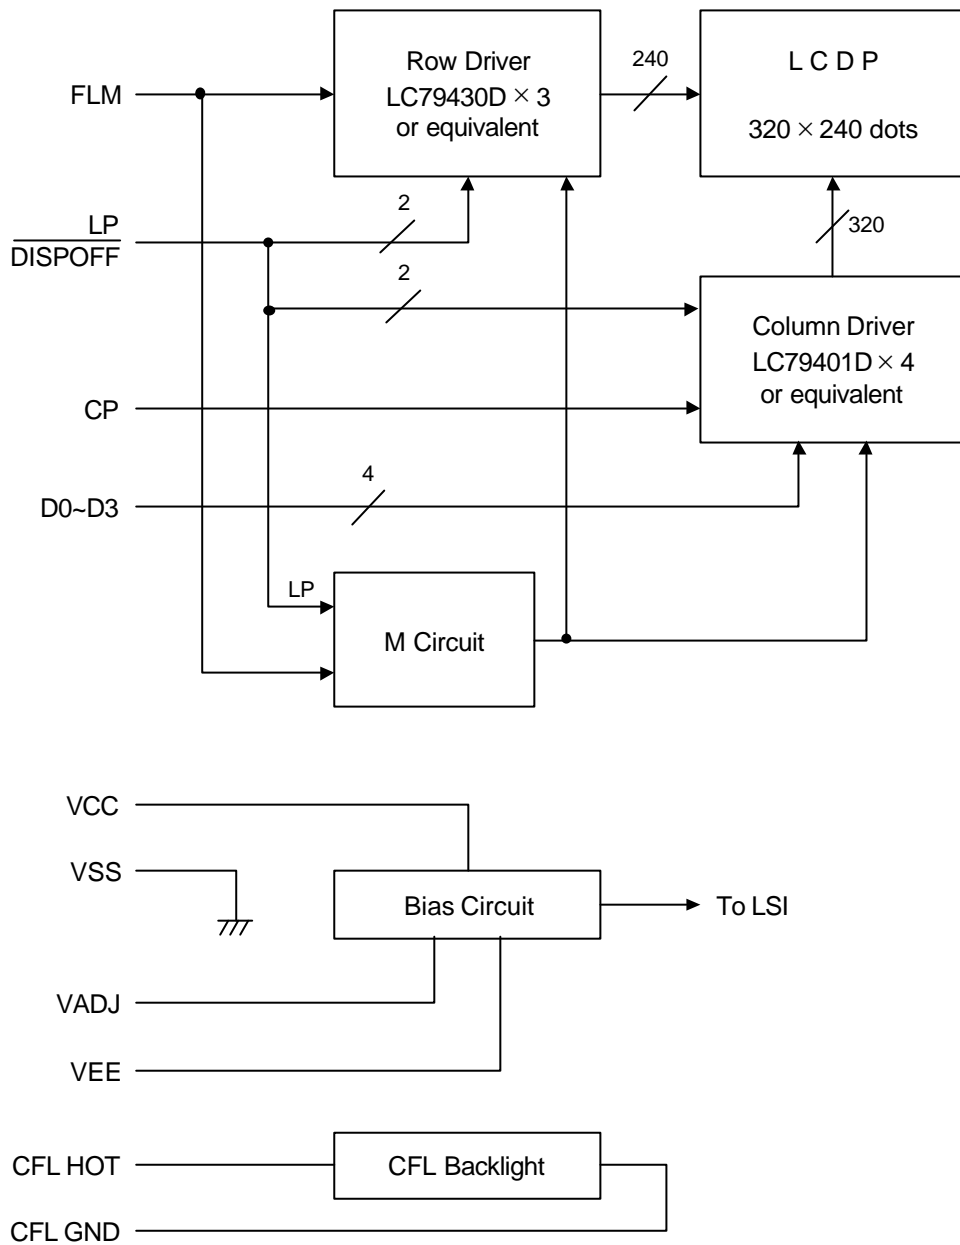 Row Driver
LC79430D × 3
or equivalent
240
L C D P
320 × 240 dots
FLM
LP
DISPOFF
2
2
320
Column Driver
LC79401D × 4
or equivalent
CP
4
D0~D3
LP
M Circuit
VCC
VSS
Bias Circuit
To LSI
VADJ
VEE
CFL HOT
CFL Backlight
CFL GND